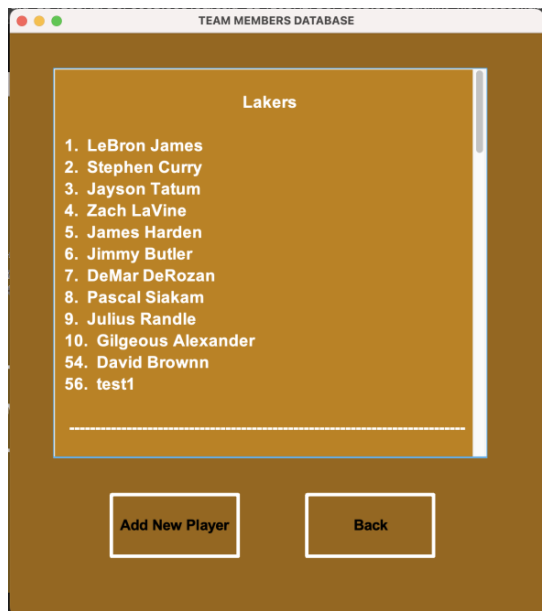 TEAM MEMBERS DATABASE
Lakers
1. LeBron James
2. Stephen Curry
3. Jayson Tatum
4. Zach LaVine
5. James Harden
6. Jimmy Butler
7. DeMar DeRozan
8. Pascal Siakam
9. Julius Randle
10. Gilgeous Alexander
54. David Brownn
56. test1
--------------------------------------------------------------------------------
Add New Player
Back